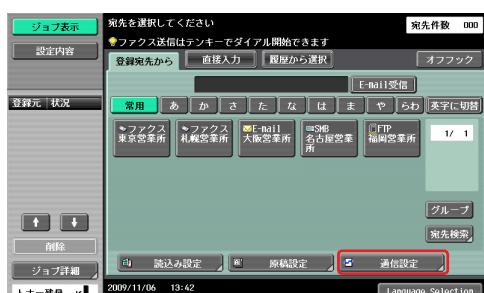 ジョブ表示
宛先を選択してください
宛先件数 000
ファクス送信はテンキーでダイアル開始できます
設定内容
登録宛先から 直接入力 履歴から選択 オフフック
E-mail受信
登録元 状況
常用 あ か さ た な は ま や らわ 英字に切替
ファクス
東京営業所
ファクス
札幌営業所
E-mail
大阪営業所
SMB
名古屋営業
所
FTP
福岡営業所
1/ 1
グループ
宛先検索
削除
ジョブ詳細
読込み設定 原稿設定 通信設定
トナー残量 K
2009/11/06 13:42
Language Selection